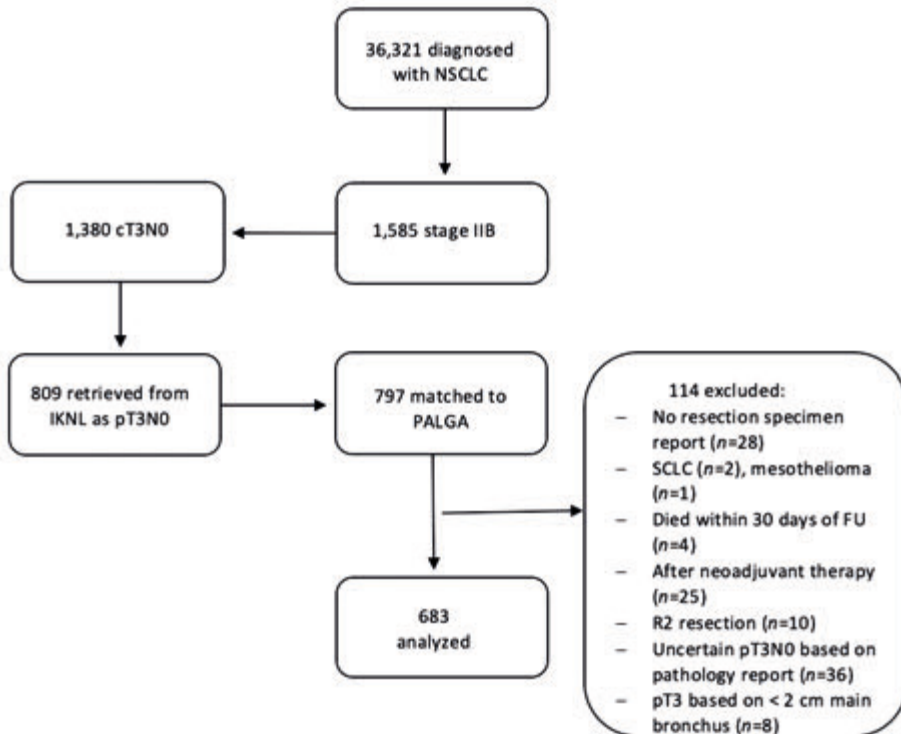 36,321 diagnosed
with NSCLC
1,380 cT3N0
1,585 stage IIB
809 retrieved from
IKNL as pT3N0
797 matched to
PALGA
114 excluded:
– No resection specimen
report (n=28)
– SCLC (n=2), mesothelioma
(n=1)
– Died within 30 days of FU
(n=4)
– After neoadjuvant therapy
(n=25)
– R2 resection (n=10)
– Uncertain pT3N0 based on
pathology report (n=36)
– pT3 based on < 2 cm main
bronchus (n=8)
683
analyzed